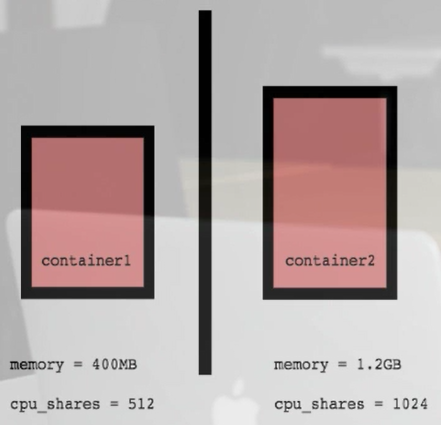 container1
container2
memory = 400MB
memory = 1.2GB
cpu_shares = 512
cpu_shares = 1024